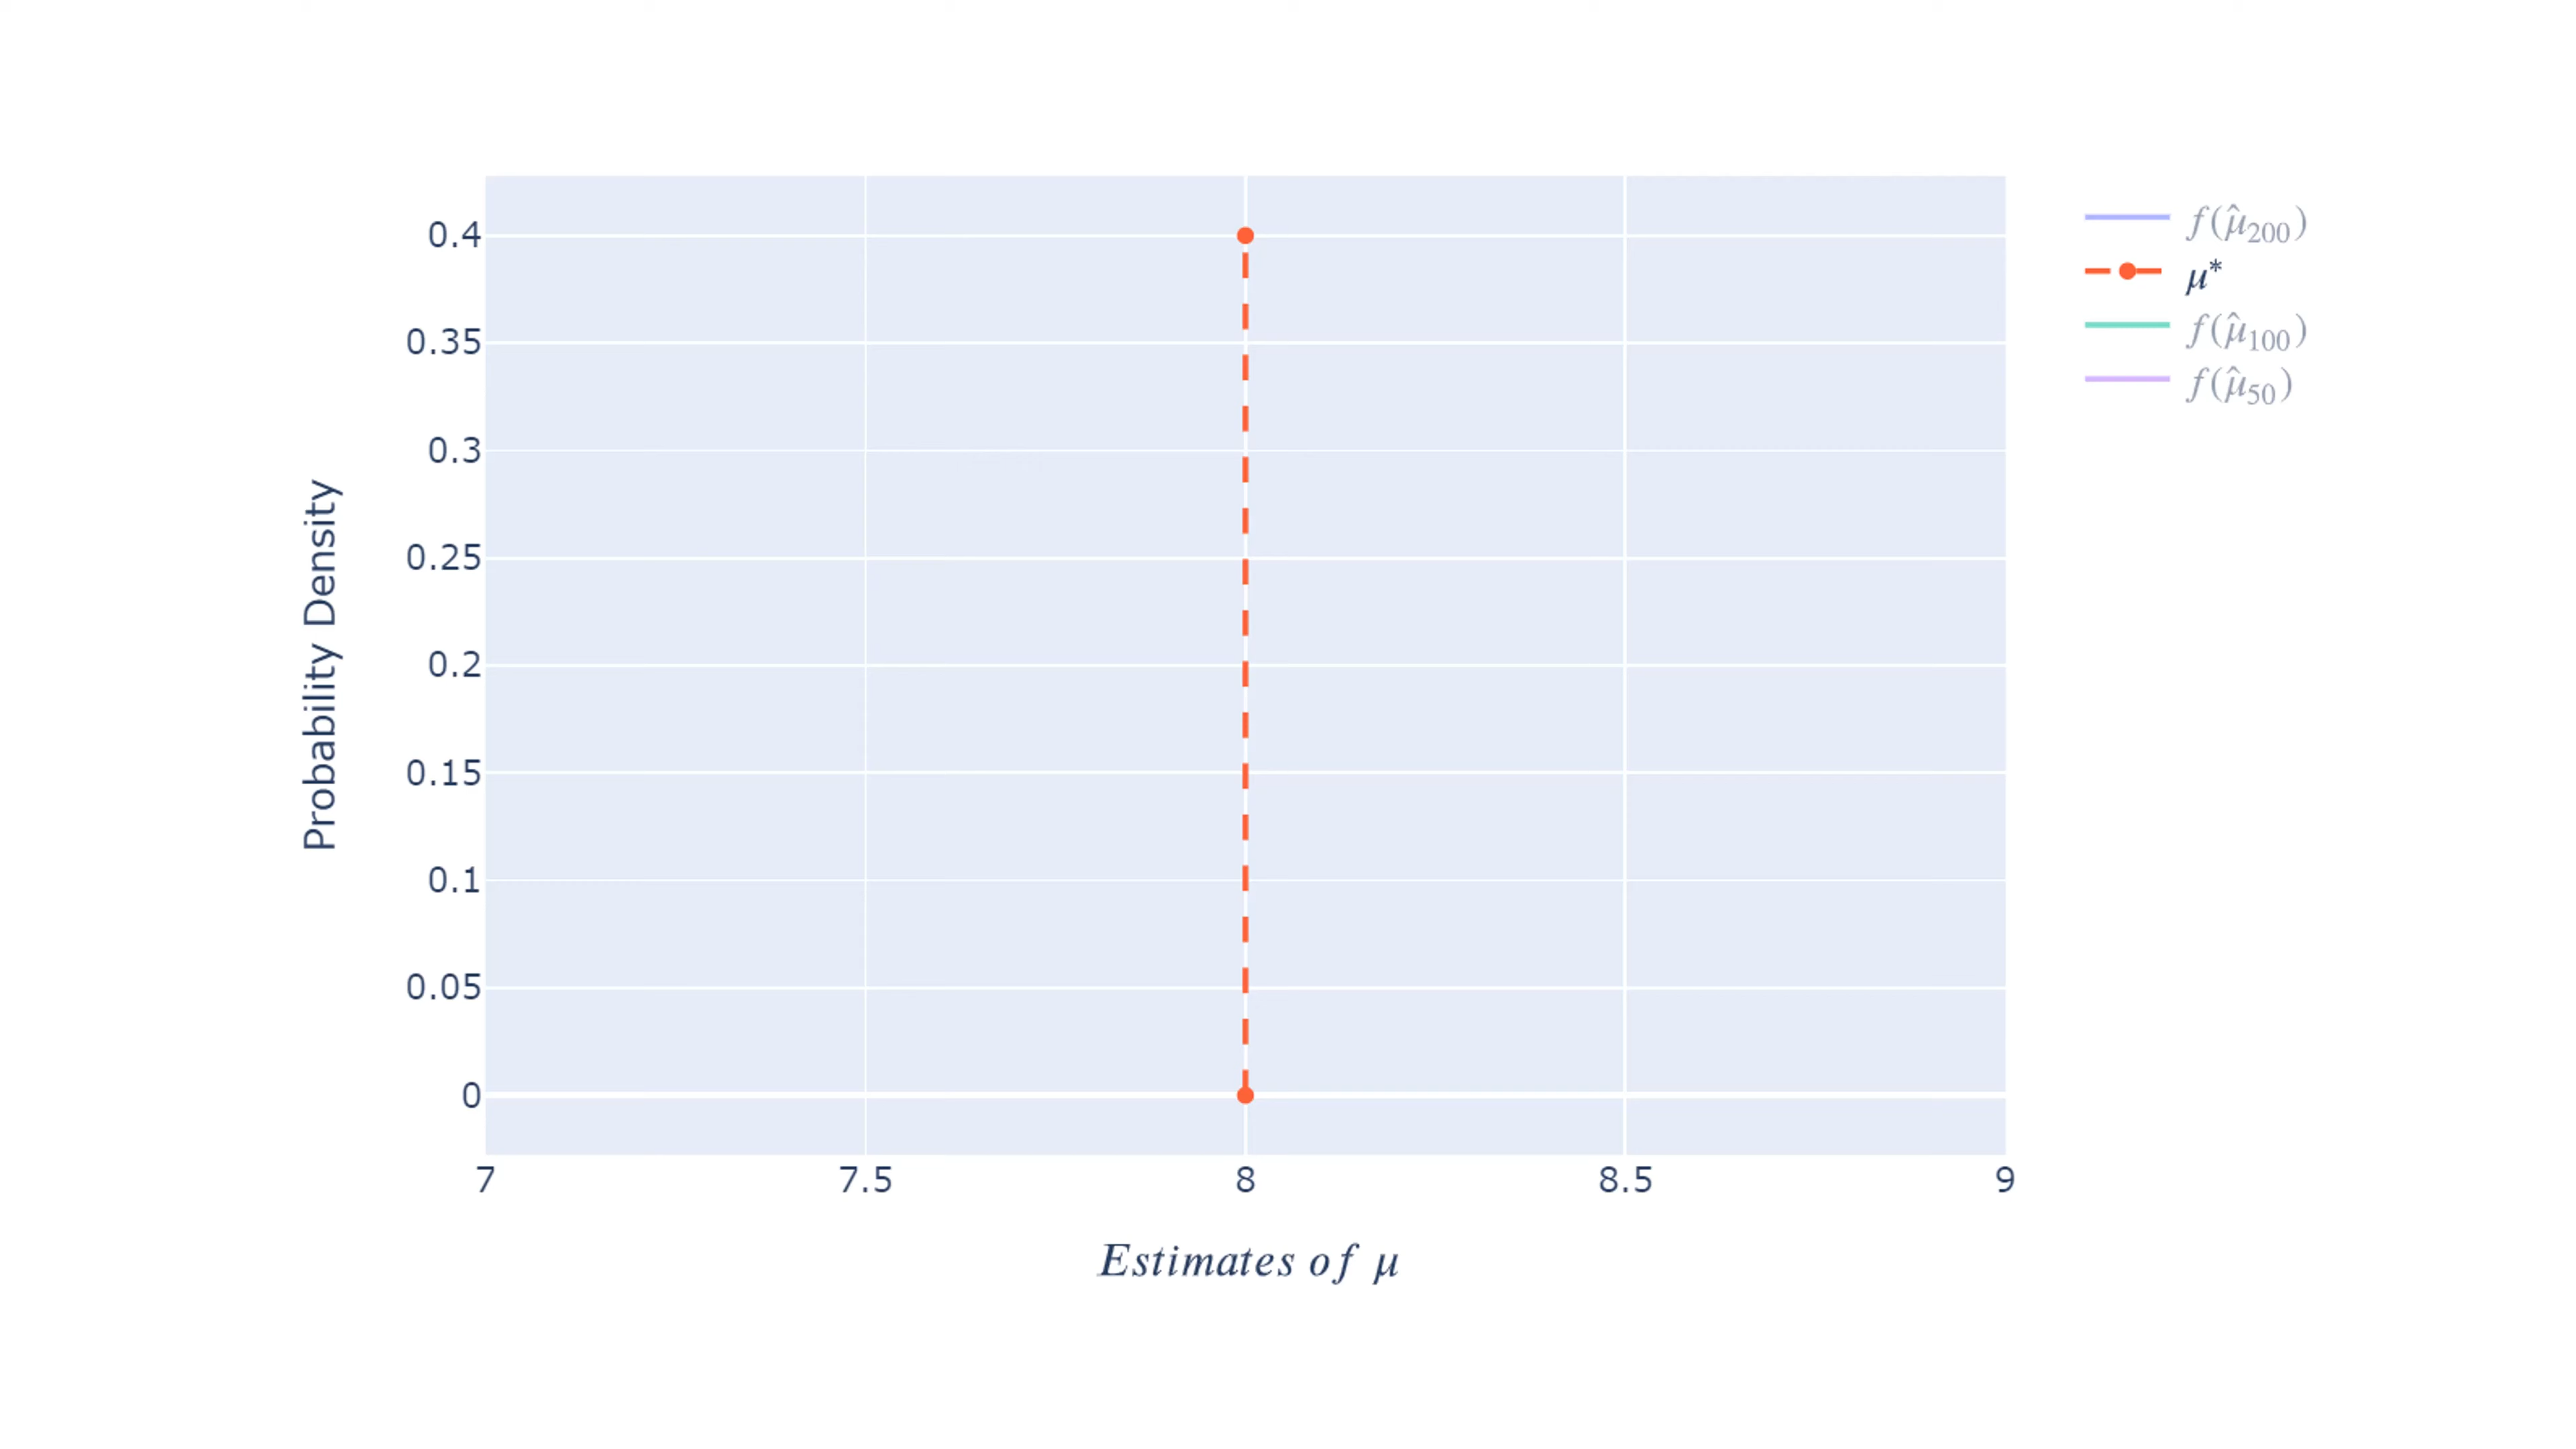 f(μ̂₂₀₀)
μ*
f(μ̂₁₀₀)
f(μ̂₅₀)
Probability Density
0.4
0.35
0.3
0.25
0.2
0.15
0.1
0.05
0
7 7.5 8 8.5 9
Estimates of μ